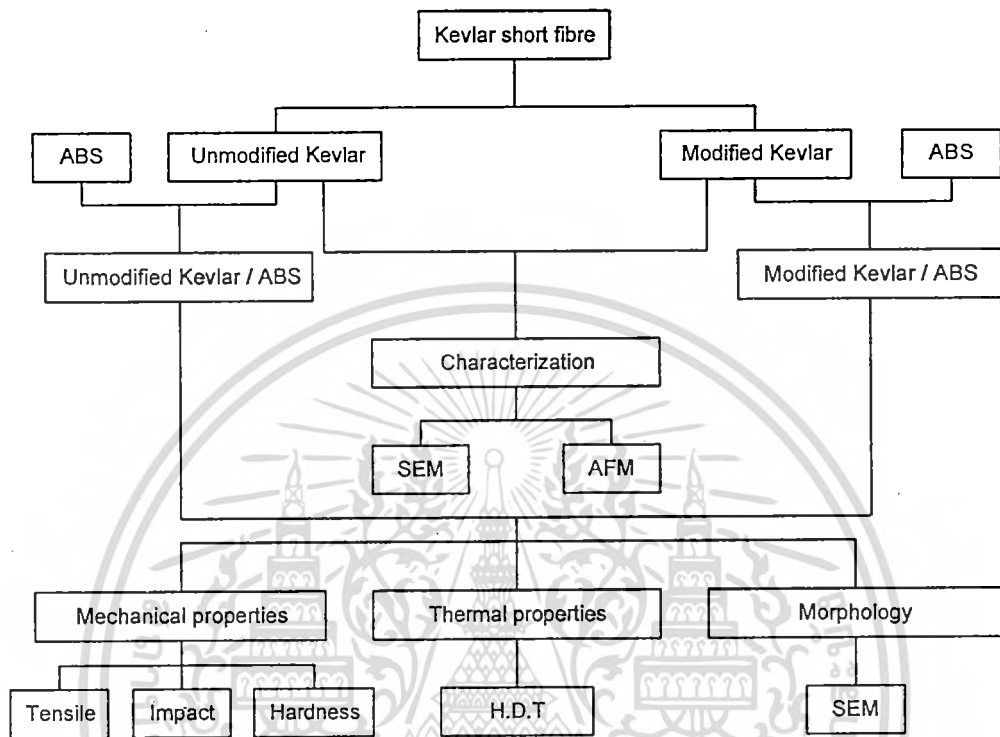 Kevlar short fibre
ABS
Unmodified Kevlar
Modified Kevlar
ABS
Unmodified Kevlar / ABS
Modified Kevlar / ABS
Characterization
SEM
AFM
Mechanical properties
Thermal properties
Morphology
Tensile
Impact
Hardness
H.D.T
SEM